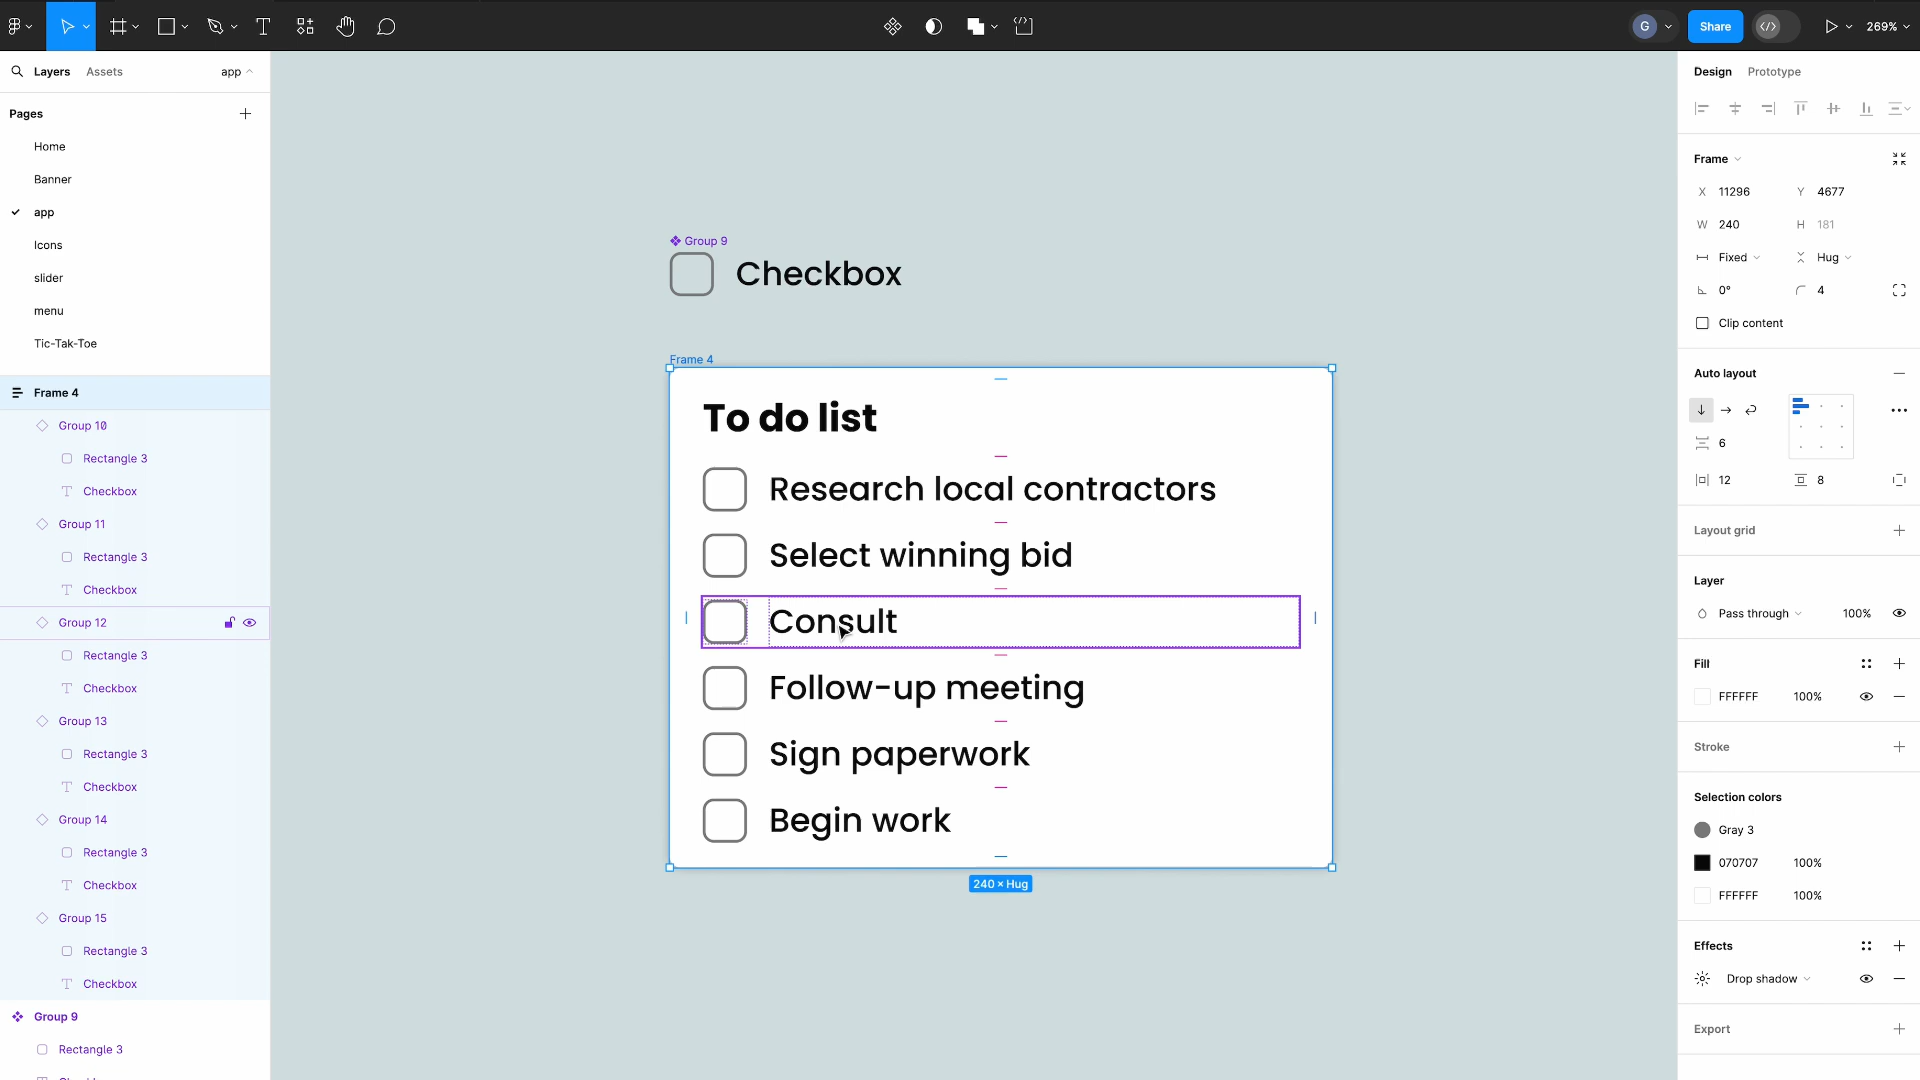 G
Share
269%
Layers
Assets
app
Pages
Home
Banner
app
Icons
slider
menu
Tic-Tak-Toe
Frame 4
Group 10
Rectangle 3
Checkbox
Group 11
Rectangle 3
Checkbox
Group 12
Rectangle 3
Checkbox
Group 13
Rectangle 3
Checkbox
Group 14
Rectangle 3
Checkbox
Group 15
Rectangle 3
Checkbox
Group 9
Rectangle 3
Group 9
Checkbox
Frame 4
To do list
Research local contractors
Select winning bid
Consult
Follow-up meeting
Sign paperwork
Begin work
240 × Hug
Design Prototype
Frame
X 11296 Y 4677
W 240 H 181
Fixed Hug
0° 4
Clip content
Auto layout
6
12 8
Layout grid
Layer
Pass through 100%
Fill
FFFFFF 100%
Stroke
Selection colors
Gray 3
070707 100%
FFFFFF 100%
Effects
Drop shadow
Export